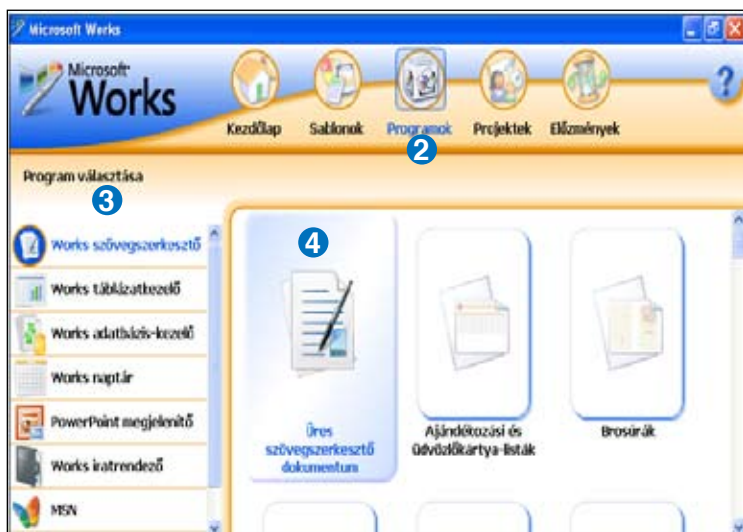 Microsoft Works
Microsoft
Works
?
Kezdőlap
Sablonok
Programok
Projektek
Előzmények
2
Program választása
3
Works szövegszerkesztő
Works táblázatkezelő
Works adatbázis-kezelő
Works naptár
PowerPoint megjelenítő
Works iratrendező
MSN
4
Üres
szövegszerkesztő
dokumentum
Ajándékozási és
üdvözlőkártya-listák
Brosúrák